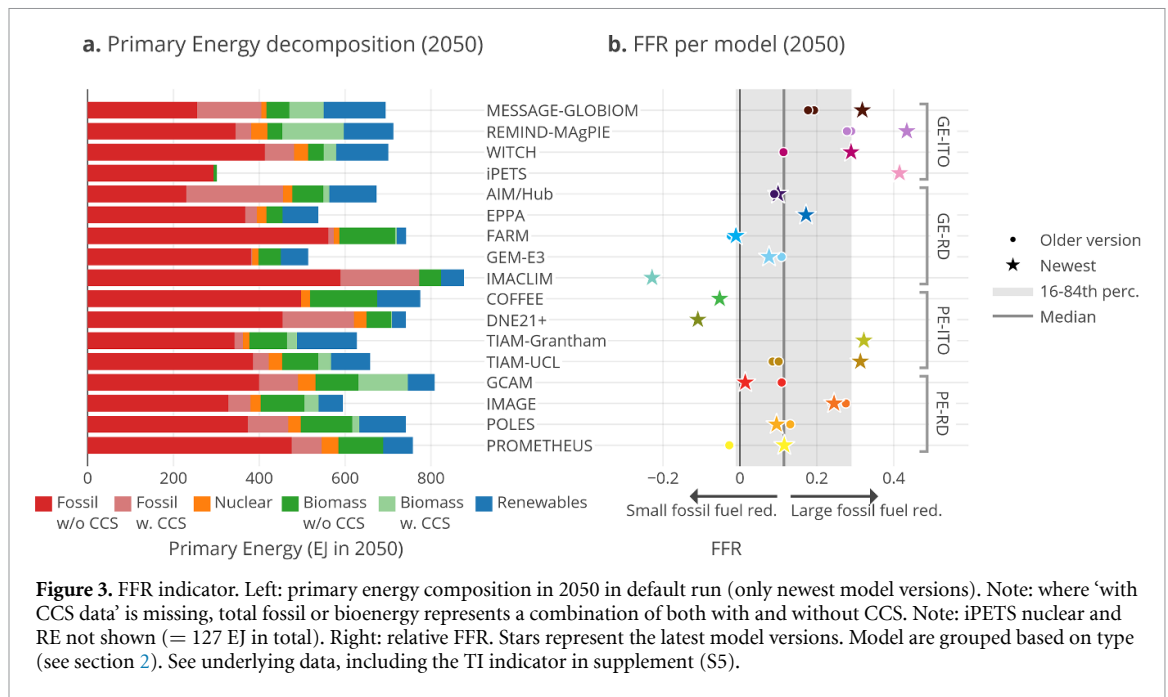 a. Primary Energy decomposition (2050)
b. FFR per model (2050)
MESSAGE-GLOBIOM
REMIND-MAgPIE
WITCH
iPETS
AIM/Hub
EPPA
FARM
GEM-E3
IMACLIM
COFFEE
DNE21+
TIAM-Grantham
TIAM-UCL
GCAM
IMAGE
POLES
PROMETHEUS
GE-ITO
GE-RD
PE-ITO
PE-RD
Older version
Newest
16-84th perc.
Median
0 200 400 600 800
−0.2 0 0.2 0.4
Small fossil fuel red. Large fossil fuel red.
Fossil w/o CCS
Fossil w. CCS
Nuclear
Biomass w/o CCS
Biomass w. CCS
Renewables
Primary Energy (EJ in 2050)
FFR
Figure 3. FFR indicator. Left: primary energy composition in 2050 in default run (only newest model versions). Note: where ‘with
CCS data’ is missing, total fossil or bioenergy represents a combination of both with and without CCS. Note: iPETS nuclear and
RE not shown (= 127 EJ in total). Right: relative FFR. Stars represent the latest model versions. Model are grouped based on type
(see section 2). See underlying data, including the TI indicator in supplement (S5).